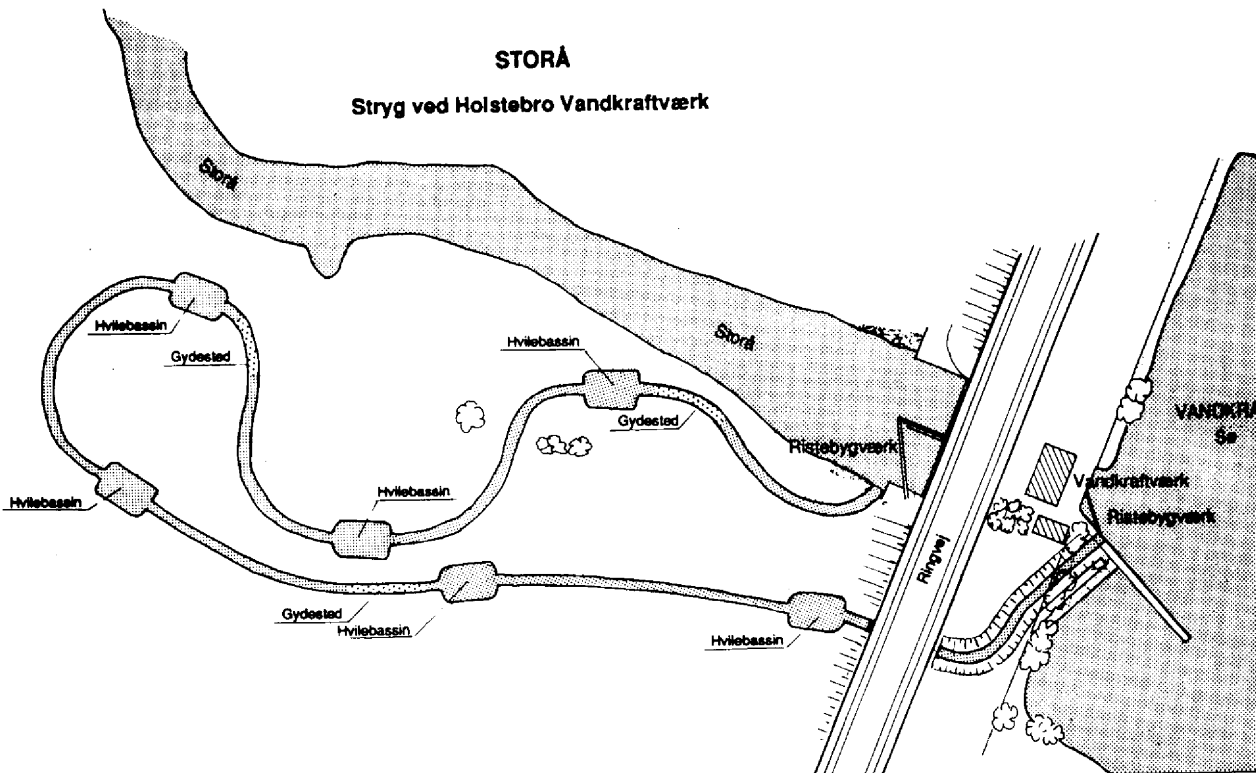 STORÅ
Stryg ved Holstebro Vandkraftværk
Storå
Hvilebassin
Gydested
Hvilebassin
Storå
Gydested
Ristebygværk
VANDKRA
Sø
Vandkraftværk
Hvilebassin
Hvilebassin
Ristebygværk
Ringvej
Gydested
Hvilebassin
Hvilebassin